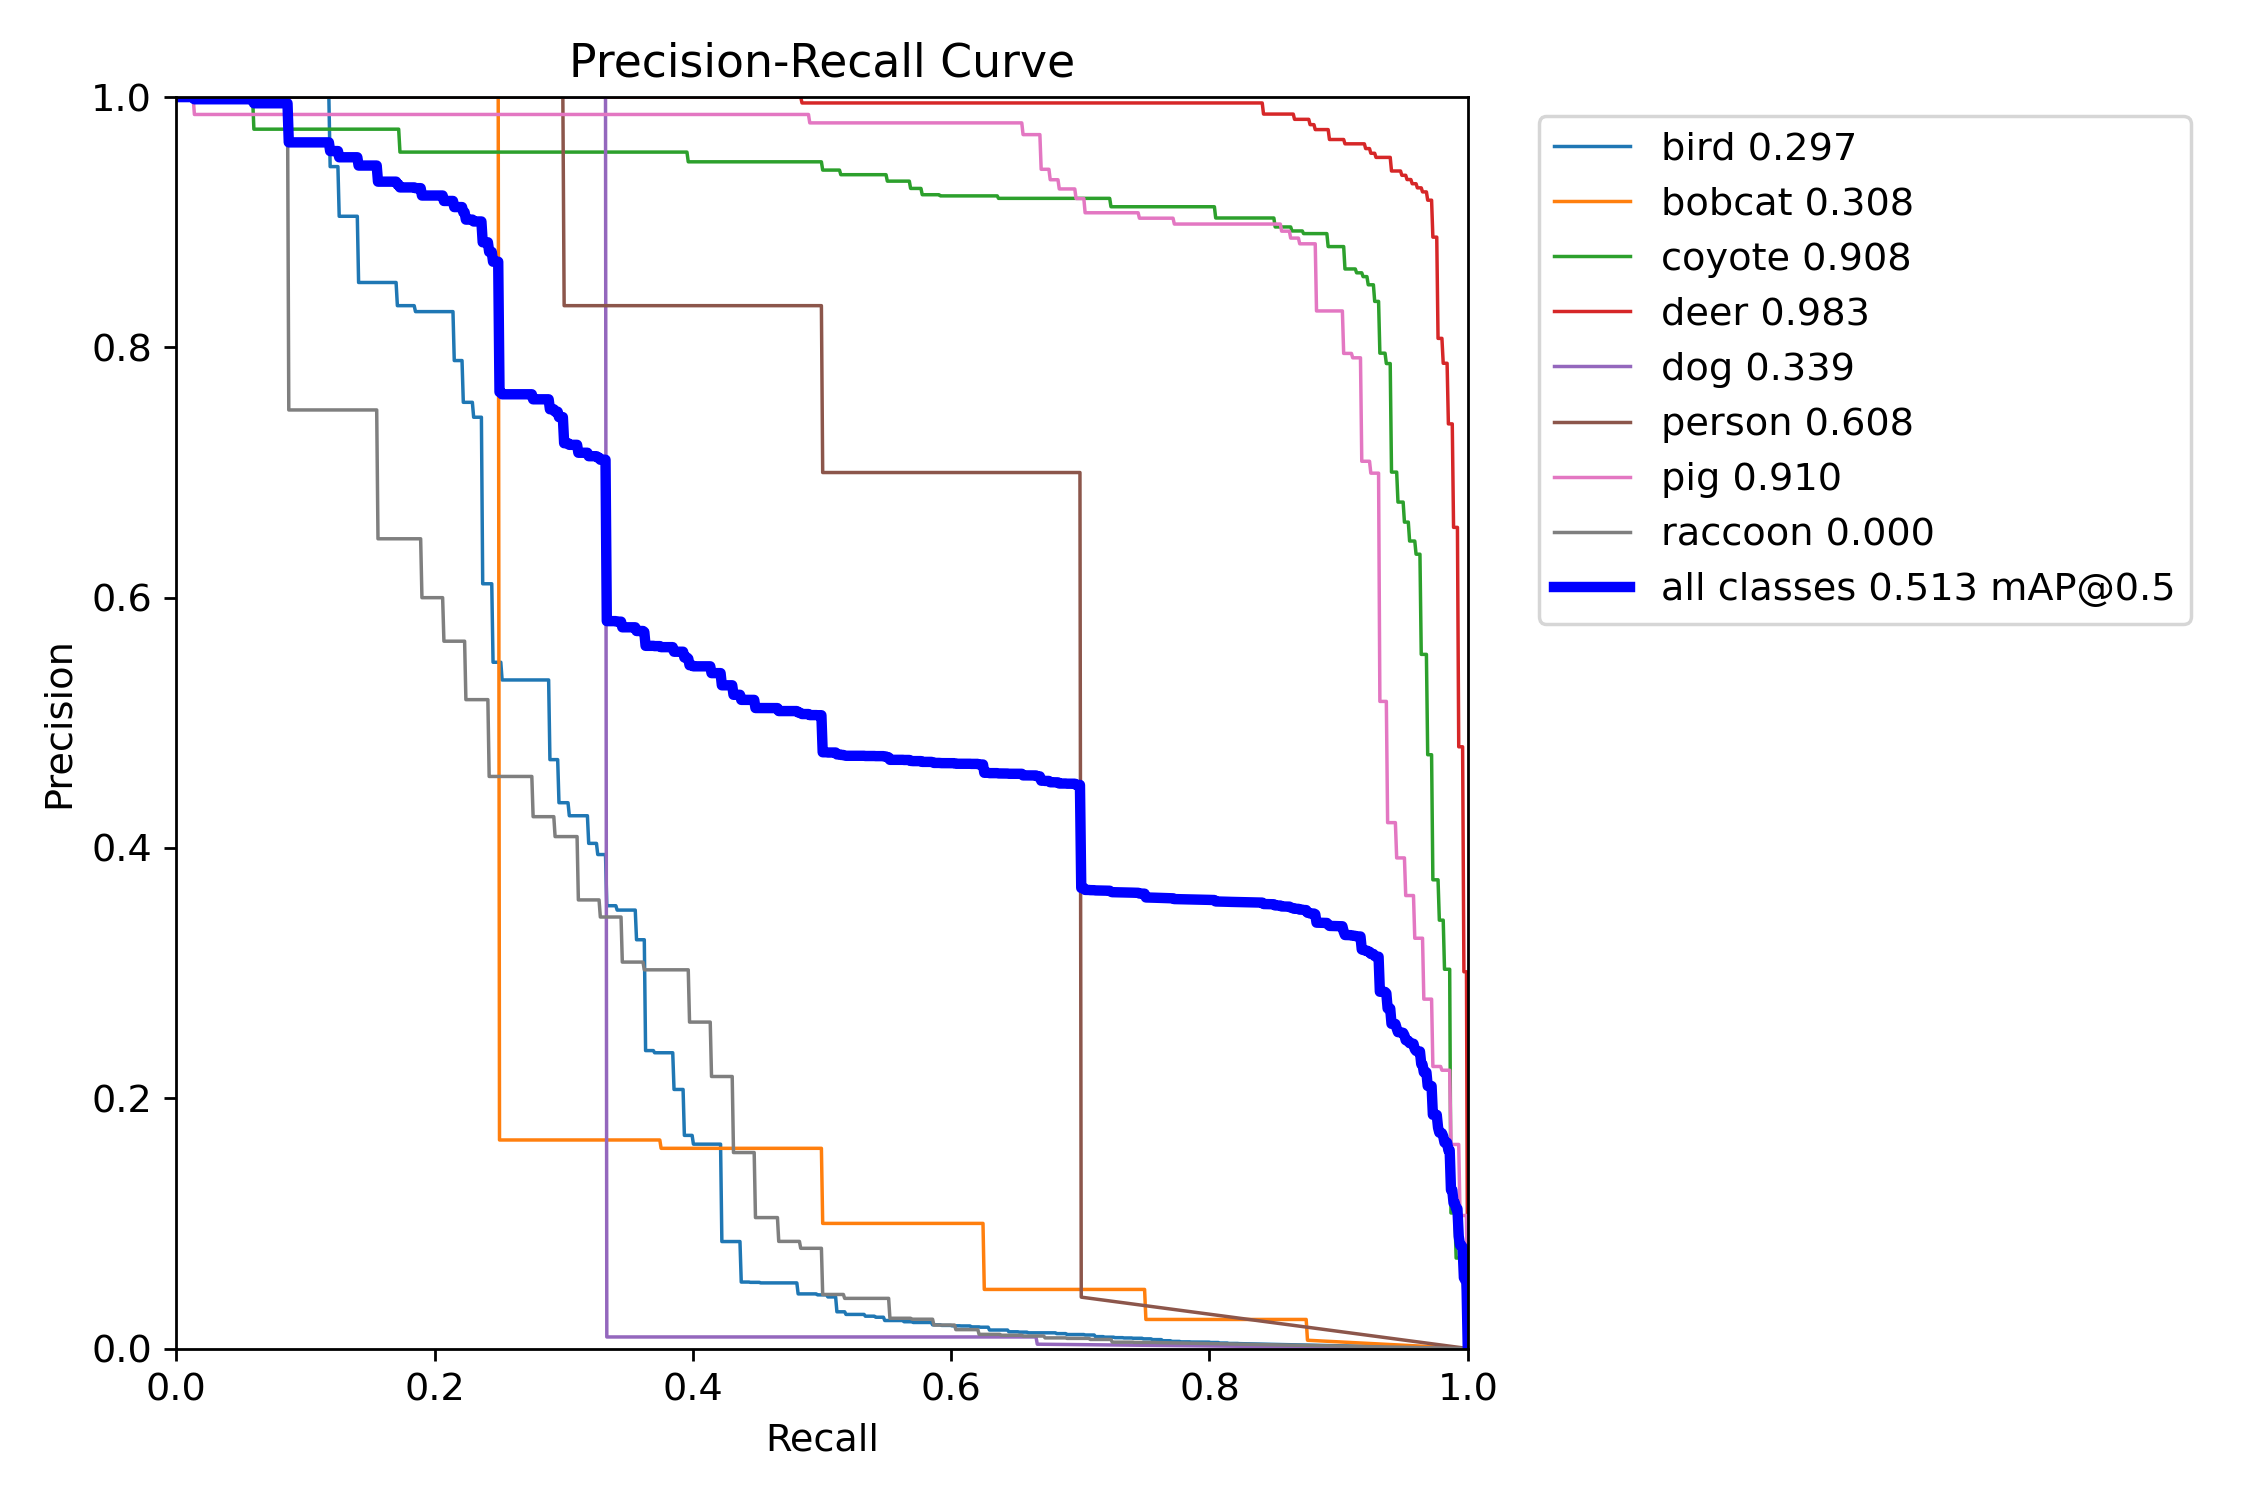 Precision-Recall Curve
1.0
0.8
0.6
0.4
0.2
0.0
Precision
0.0 0.2 0.4 0.6 0.8 1.0
Recall
bird 0.297
bobcat 0.308
coyote 0.908
deer 0.983
dog 0.339
person 0.608
pig 0.910
raccoon 0.000
all classes 0.513 mAP@0.5